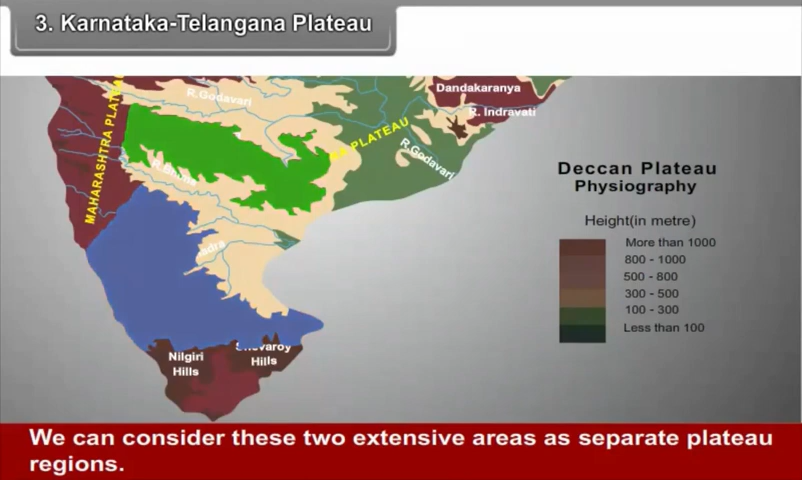 3. Karnataka-Telangana Plateau
Dandakaranya
R.Godavari
R. Indravati
MAHARASHTRA PLATEAU
PLATEAU
R.Godavari
R.Bhima
Deccan Plateau
Physiography
Height(in metre)
More than 1000
800 - 1000
500 - 800
300 - 500
100 - 300
Less than 100
Nilgiri
Hills
Shevaroy
Hills
We can consider these two extensive areas as separate plateau
regions.